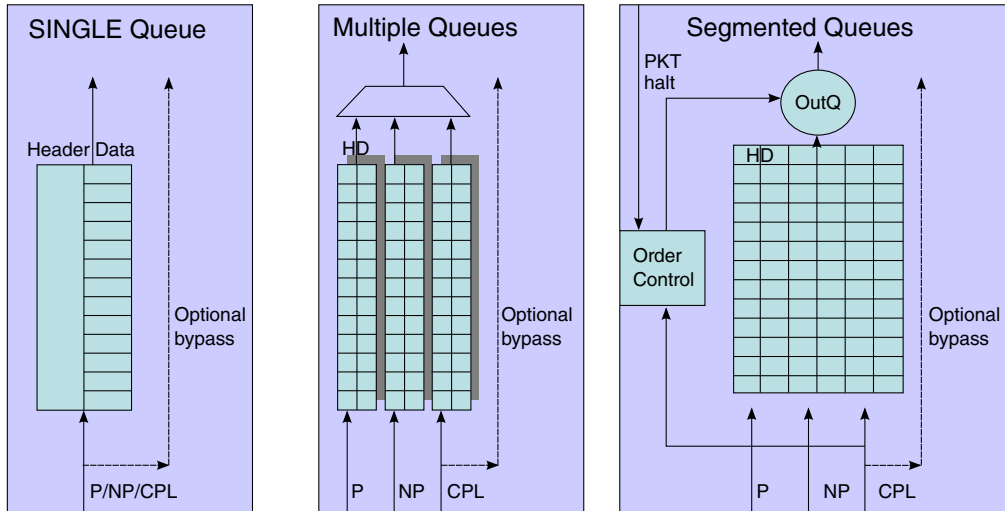 SINGLE Queue
Header Data
Optional
bypass
P/NP/CPL
Multiple Queues
HD
Optional
bypass
P NP CPL
Segmented Queues
PKT
halt
OutQ
HD
Order
Control
Optional
bypass
P NP CPL